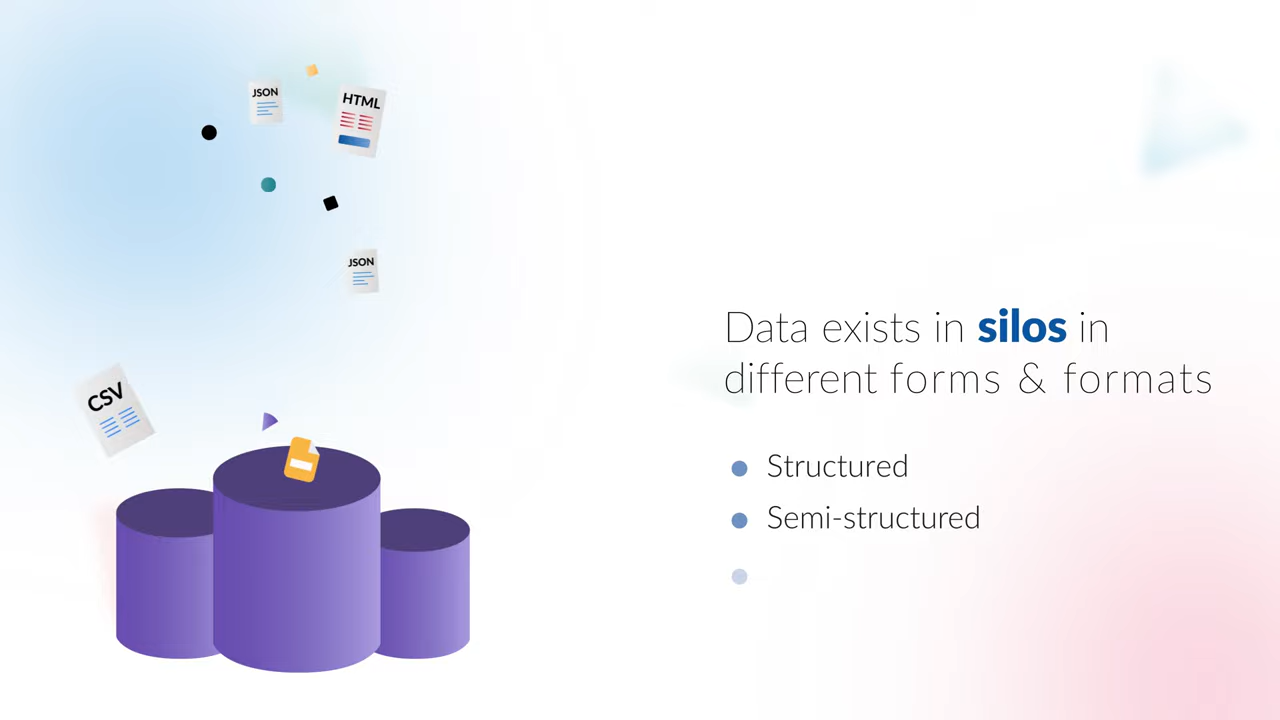 JSON
HTML
JSON
CSV
Data exists in silos in
different forms & formats
Structured
Semi-structured